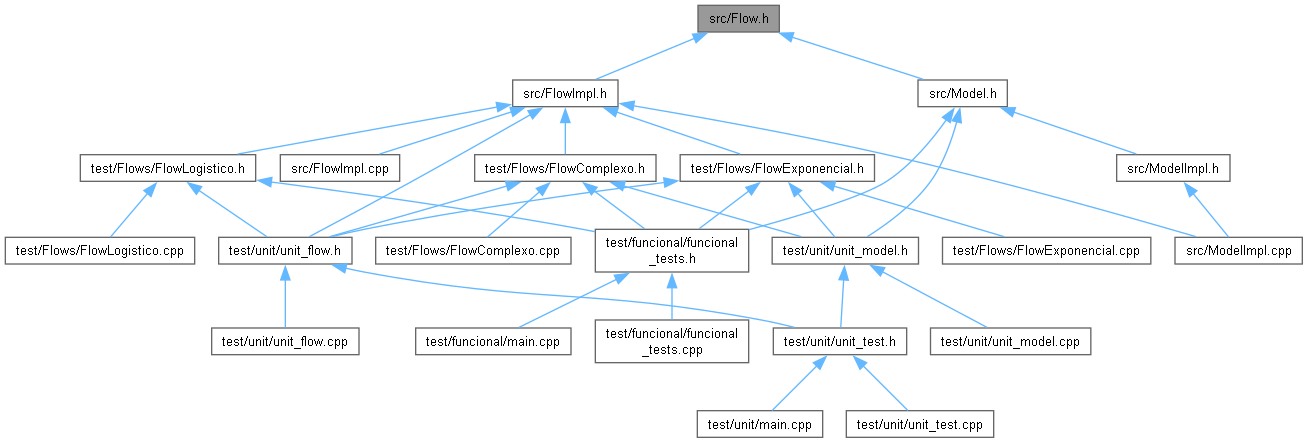 src/Flow.h
src/FlowImpl.h
src/Model.h
test/Flows/FlowLogistico.h
src/FlowImpl.cpp
test/Flows/FlowComplexo.h
test/Flows/FlowExponencial.h
src/ModelImpl.h
test/Flows/FlowLogistico.cpp
test/unit/unit_flow.h
test/Flows/FlowComplexo.cpp
test/funcional/funcional
_tests.h
test/unit/unit_model.h
test/Flows/FlowExponencial.cpp
src/ModelImpl.cpp
test/unit/unit_flow.cpp
test/funcional/main.cpp
test/funcional/funcional
_tests.cpp
test/unit/unit_test.h
test/unit/unit_model.cpp
test/unit/main.cpp
test/unit/unit_test.cpp